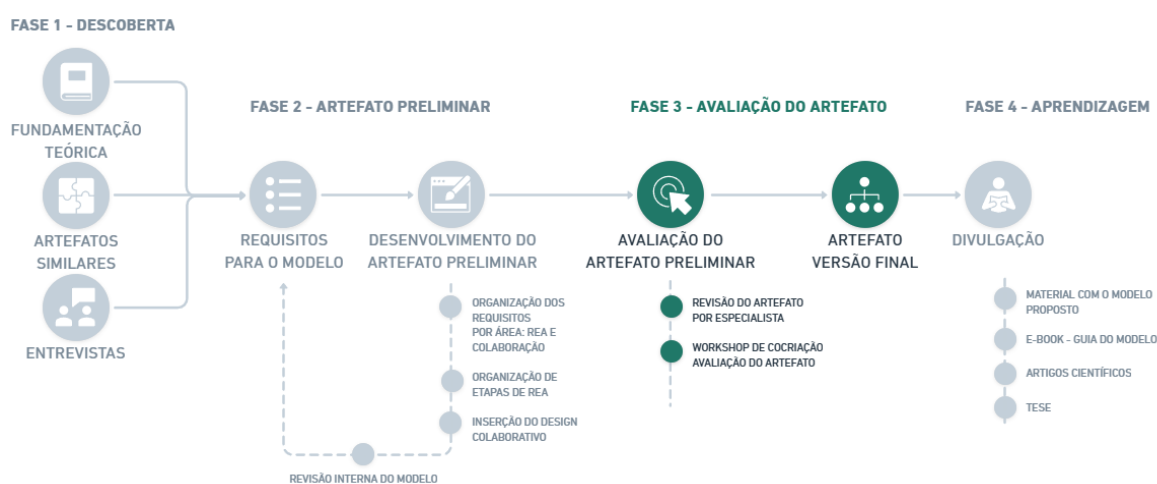 FASE 1 - DESCOBERTA
FUNDAMENTAÇÃO
TEÓRICA
ARTEFATOS
SIMILARES
ENTREVISTAS
FASE 2 - ARTEFATO PRELIMINAR
REQUISITOS
PARA O MODELO
DESENVOLVIMENTO DO
ARTEFATO PRELIMINAR
ORGANIZAÇÃO DOS
REQUISITOS
POR ÁREA: REA E
COLABORAÇÃO
ORGANIZAÇÃO DE
ETAPAS DE REA
INSERÇÃO DO DESIGN
COLABORATIVO
REVISÃO INTERNA DO MODELO
FASE 3 - AVALIAÇÃO DO ARTEFATO
AVALIAÇÃO DO
ARTEFATO PRELIMINAR
REVISÃO DO ARTEFATO
POR ESPECIALISTA
WORKSHOP DE COCRIAÇÃO
AVALIAÇÃO DO ARTEFATO
ARTEFATO
VERSÃO FINAL
FASE 4 - APRENDIZAGEM
DIVULGAÇÃO
MATERIAL COM O MODELO
PROPOSTO
E-BOOK - GUIA DO MODELO
ARTIGOS CIENTÍFICOS
TESE